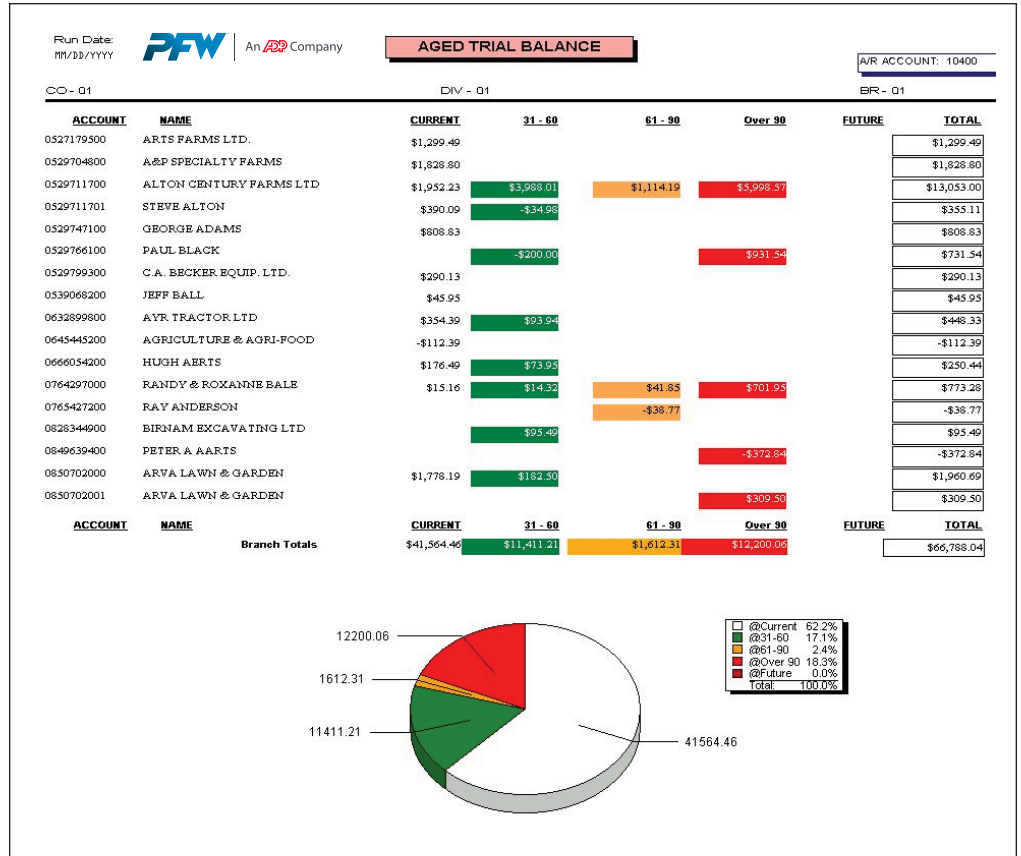 Run Date:
MM/DD/YYYY
PFW An ADP Company
AGED TRIAL BALANCE
A/R ACCOUNT: 10400
CO - 01 DIV - 01 BR - 01
ACCOUNT NAME CURRENT 31 - 60 61 - 90 Over 90 FUTURE TOTAL
0527179500 ARTS FARMS LTD. $1,299.49 $1,299.49
0529704800 A&P SPECIALTY FARMS $1,828.80 $1,828.80
0529711700 ALTON CENTURY FARMS LTD $1,952.23 $3,988.01 $1,114.19 $5,998.57 $13,053.00
0529711701 STEVE ALTON $390.09 -$34.98 $355.11
0529747100 GEORGE ADAMS $808.83 $808.83
0529766100 PAUL BLACK -$200.00 $931.54 $731.54
0529799300 C.A. BECKER EQUIP. LTD. $290.13 $290.13
0539068200 JEFF BALL $45.95 $45.95
0632899800 AYR TRACTOR LTD $354.39 $93.94 $448.33
0645445200 AGRICULTURE & AGRI-FOOD -$112.39 -$112.39
0666054200 HUGH AERTS $176.49 $73.95 $250.44
0764297000 RANDY & ROXANNE BALE $15.16 $14.32 $41.85 $701.95 $773.28
0765427200 RAY ANDERSON -$38.77 -$38.77
0828344900 BIRNAM EXCAVATING LTD $95.49 $95.49
0849639400 PETER A AARTS -$372.84 -$372.84
0850702000 ARVA LAWN & GARDEN $1,778.19 $182.50 $1,960.69
0850702001 ARVA LAWN & GARDEN $309.50 $309.50
ACCOUNT NAME CURRENT 31 - 60 61 - 90 Over 90 FUTURE TOTAL
Branch Totals $41,564.46 $11,411.21 $1,612.31 $12,200.06 $66,788.04
12200.06
1612.31
11411.21
41564.46
@Current 62.2%
@31-60 17.1%
@61-90 2.4%
@Over 90 18.3%
@Future 0.0%
Total: 100.0%